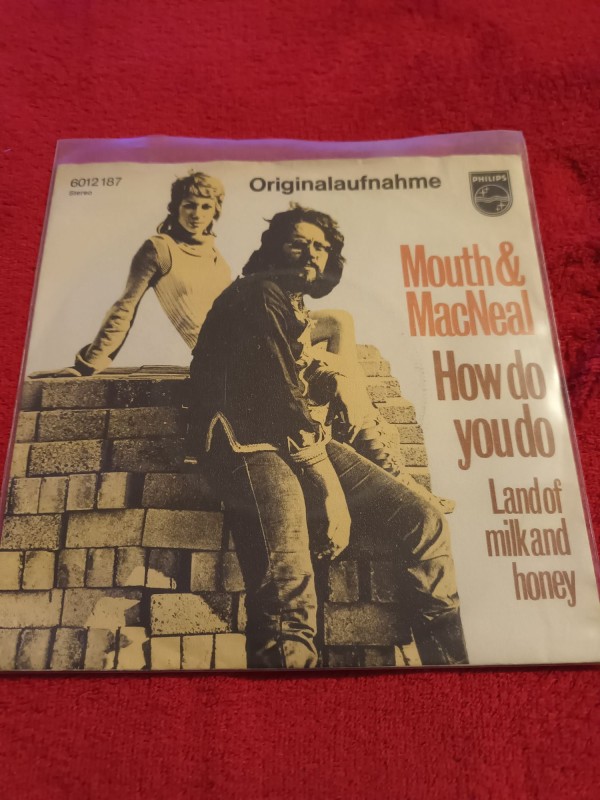 6012 187
Stereo
Originalaufnahme
PHILIPS
Mouth &
MacNeal
How do
you do
Land of
milk and
honey